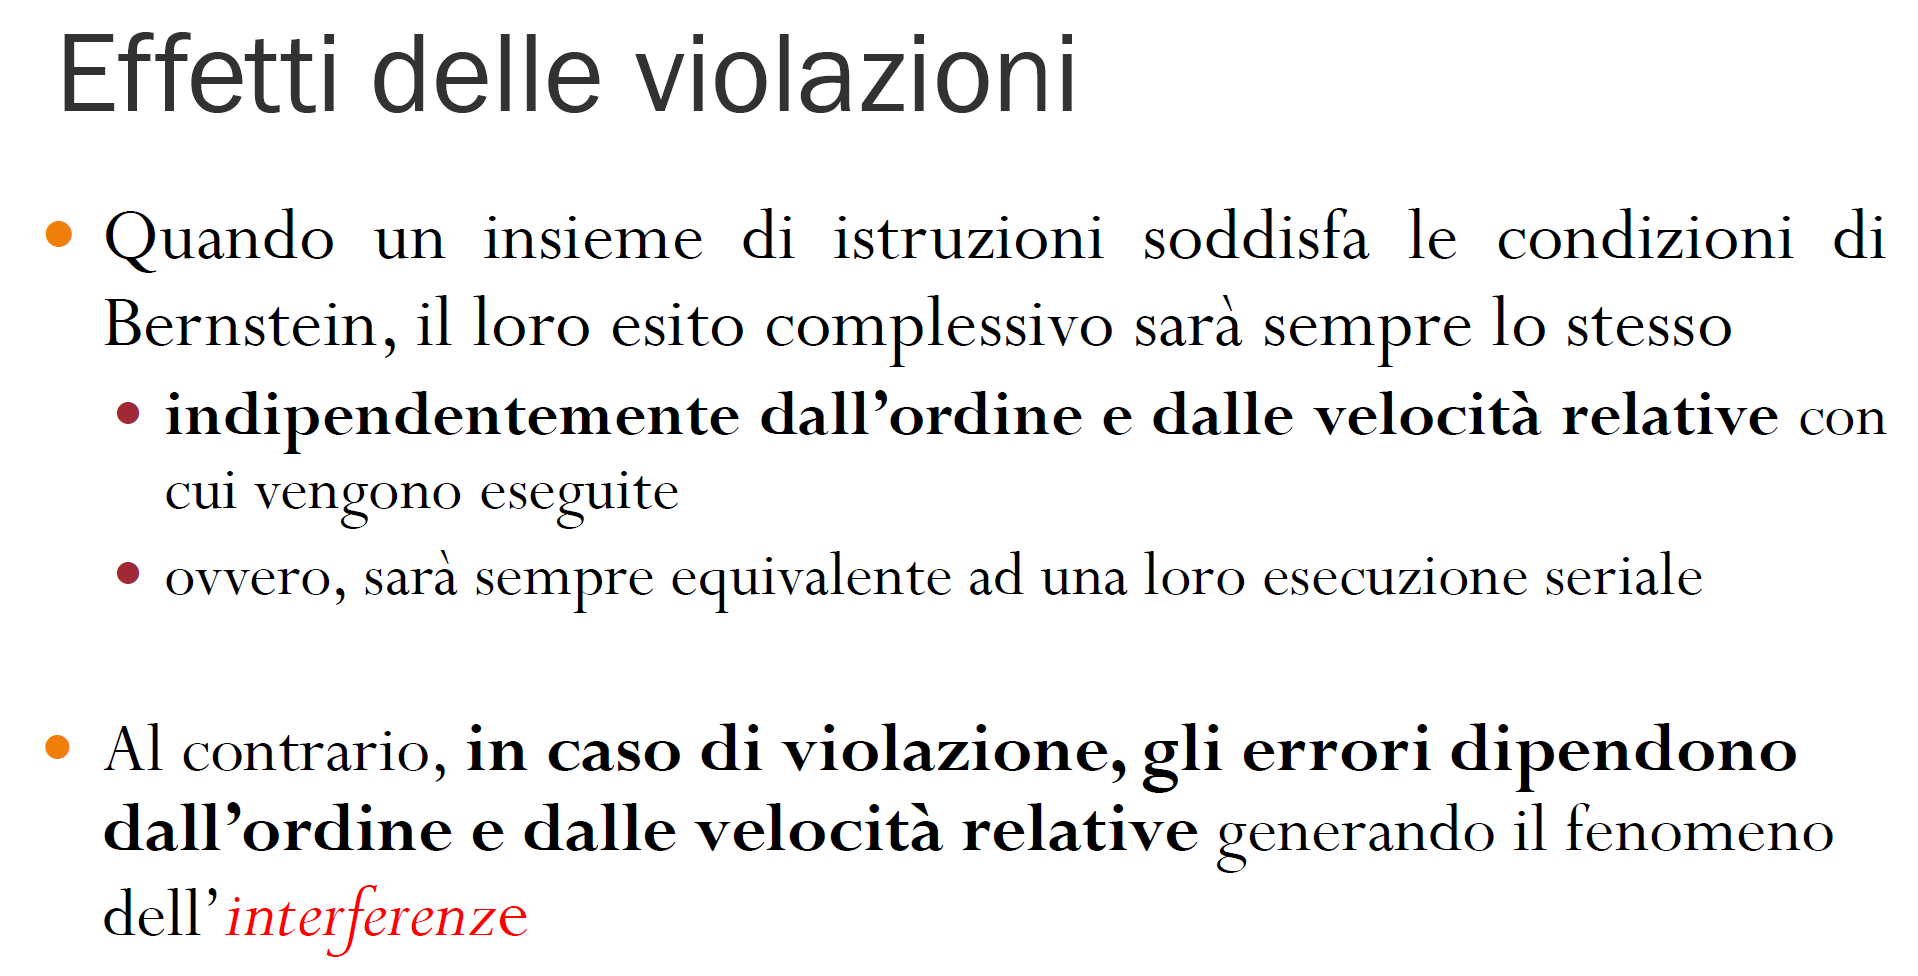 Effetti delle violazioni
• Quando un insieme di istruzioni soddisfa le condizioni di
Bernstein, il loro esito complessivo sarà sempre lo stesso
• indipendentemente dall’ordine e dalle velocità relative con
cui vengono eseguite
• ovvero, sarà sempre equivalente ad una loro esecuzione seriale
• Al contrario, in caso di violazione, gli errori dipendono
dall’ordine e dalle velocità relative generando il fenomeno
dell’interferenze